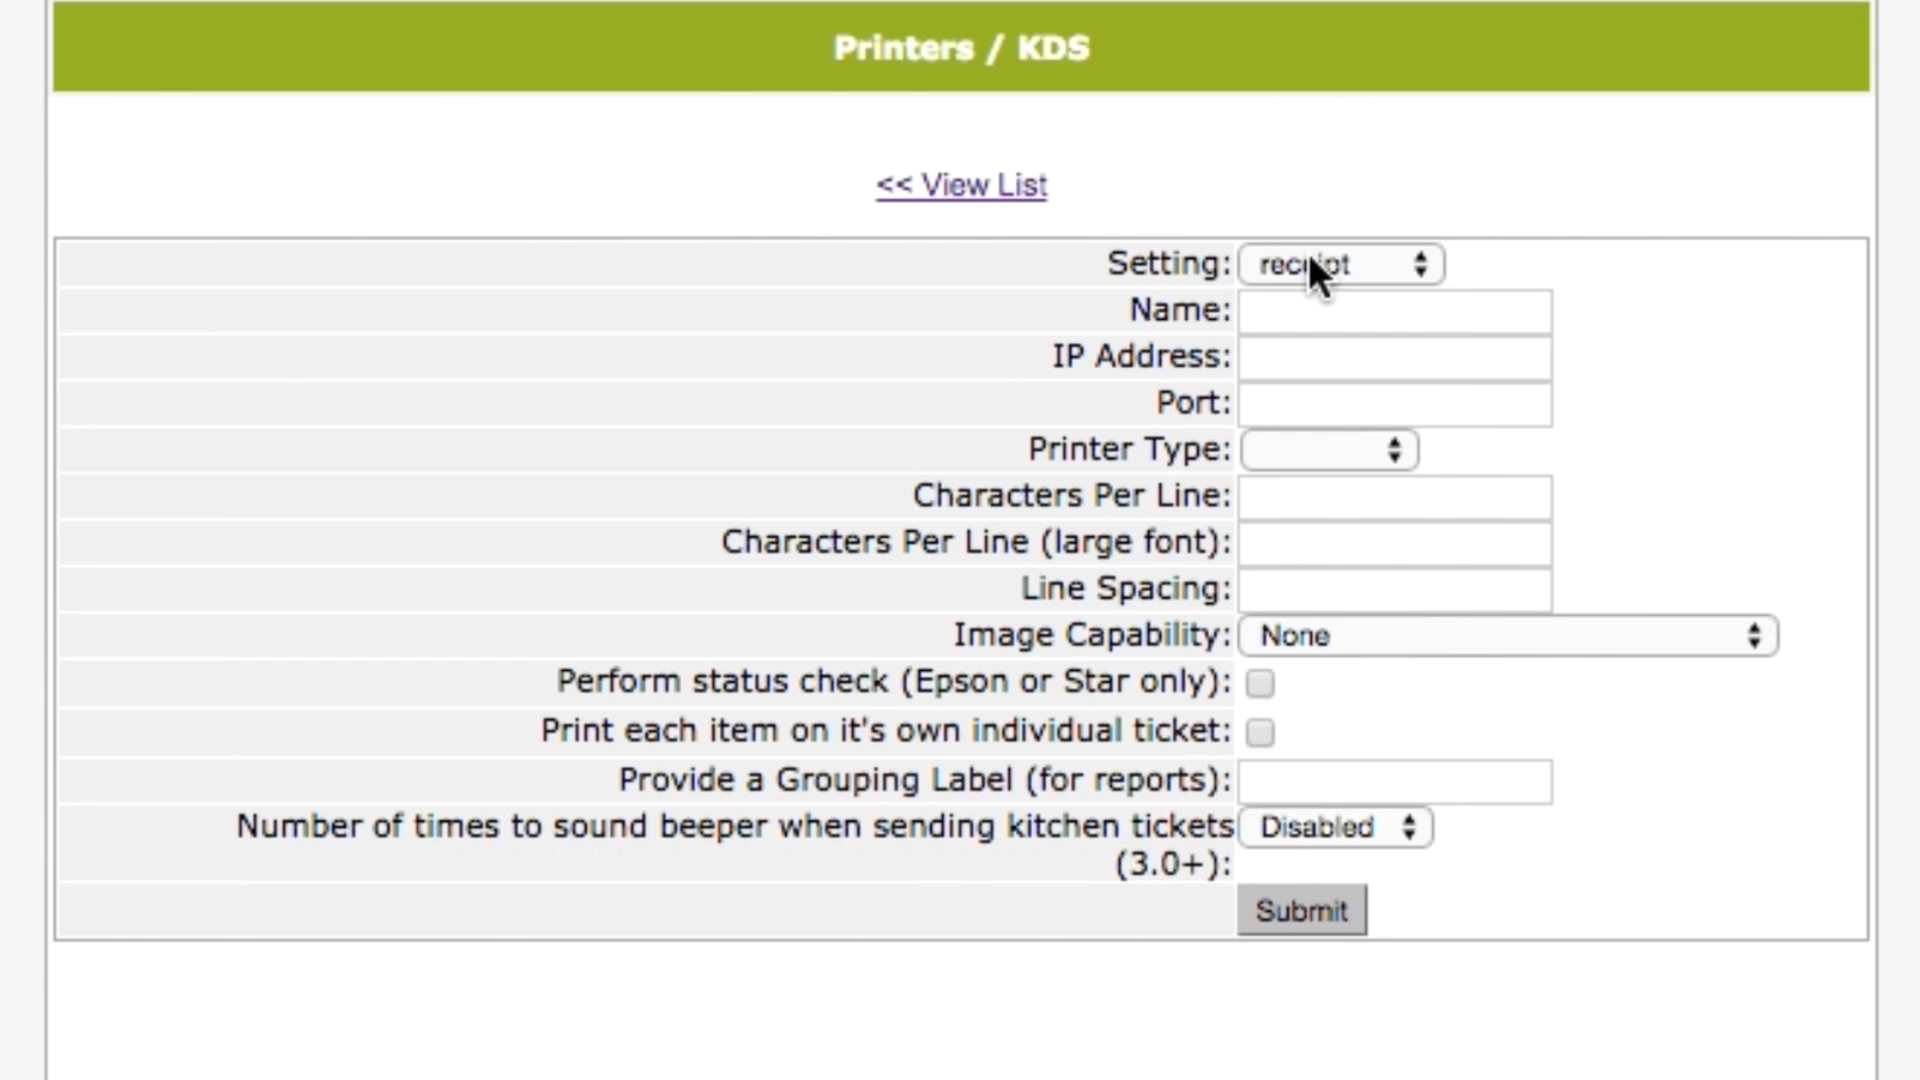 Printers / KDS
<< View List
Setting: receipt
Name:
IP Address:
Port:
Printer Type:
Characters Per Line:
Characters Per Line (large font):
Line Spacing:
Image Capability: None
Perform status check (Epson or Star only):
Print each item on it's own individual ticket:
Provide a Grouping Label (for reports):
Number of times to sound beeper when sending kitchen tickets Disabled
(3.0+):
Submit